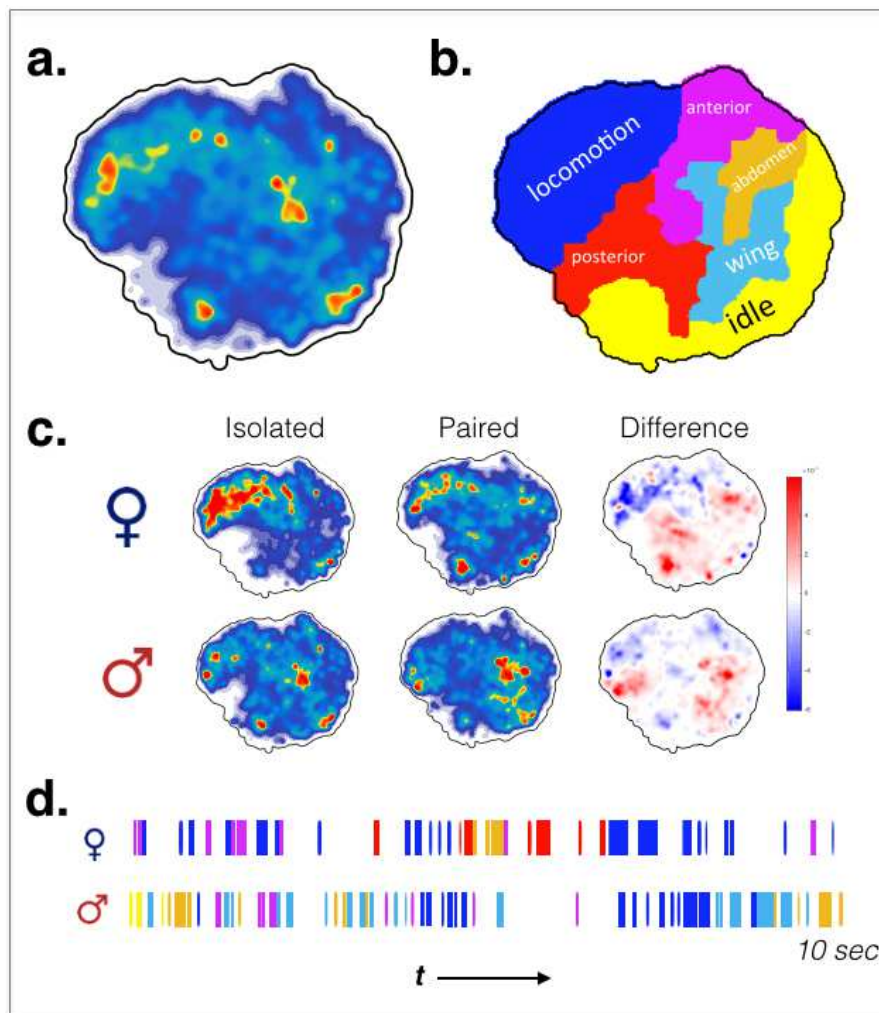 a.
b.
locomotion
anterior
abdomen
posterior
wing
idle
c.
Isolated Paired Difference
♀
♂
d.
♀
♂
10 sec
t